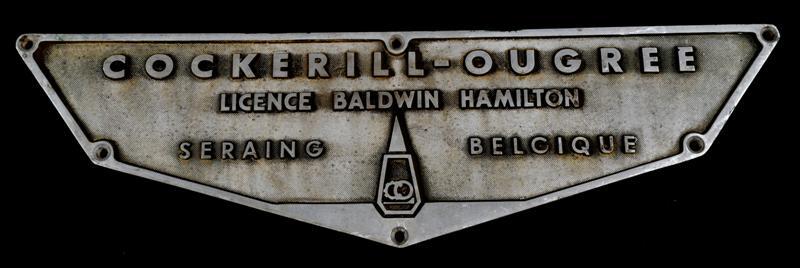 COCKERILL-OUGREE
LICENCE BALDWIN HAMILTON
SERAING BELGIQUE